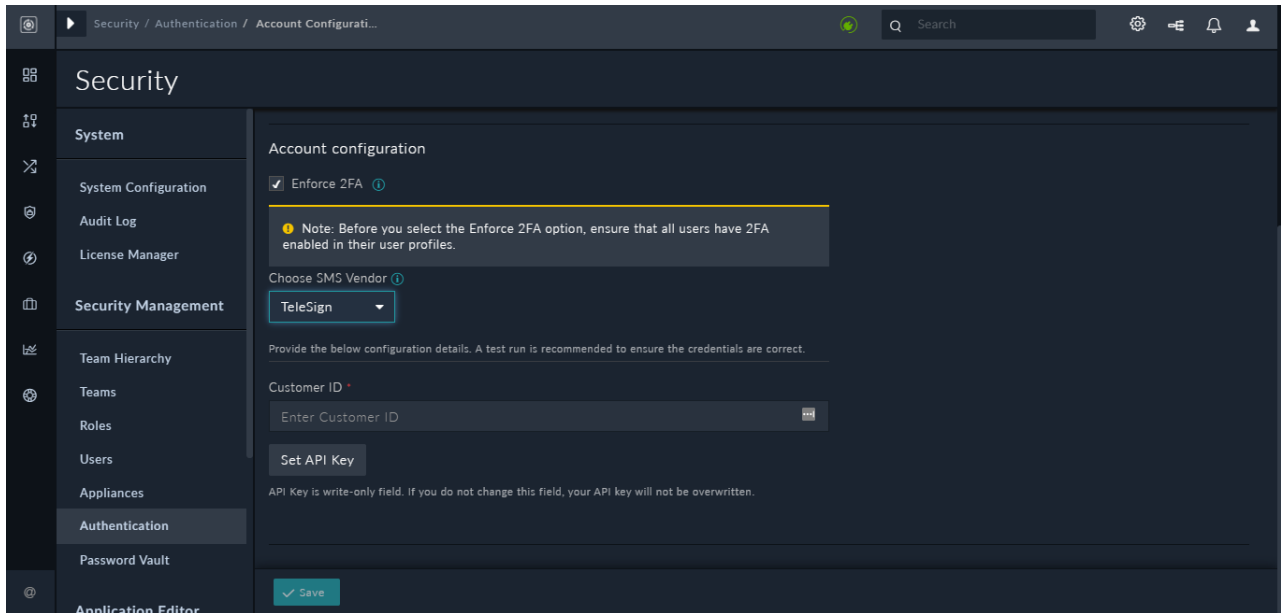 Security / Authentication / Account Configurati...
Search
Security
System
System Configuration
Audit Log
License Manager
Security Management
Team Hierarchy
Teams
Roles
Users
Appliances
Authentication
Password Vault
Application Editor
@
Account configuration
Enforce 2FA
Note: Before you select the Enforce 2FA option, ensure that all users have 2FA
enabled in their user profiles.
Choose SMS Vendor
TeleSign
Provide the below configuration details. A test run is recommended to ensure the credentials are correct.
Customer ID *
Enter Customer ID
Set API Key
API Key is write-only field. If you do not change this field, your API key will not be overwritten.
Save